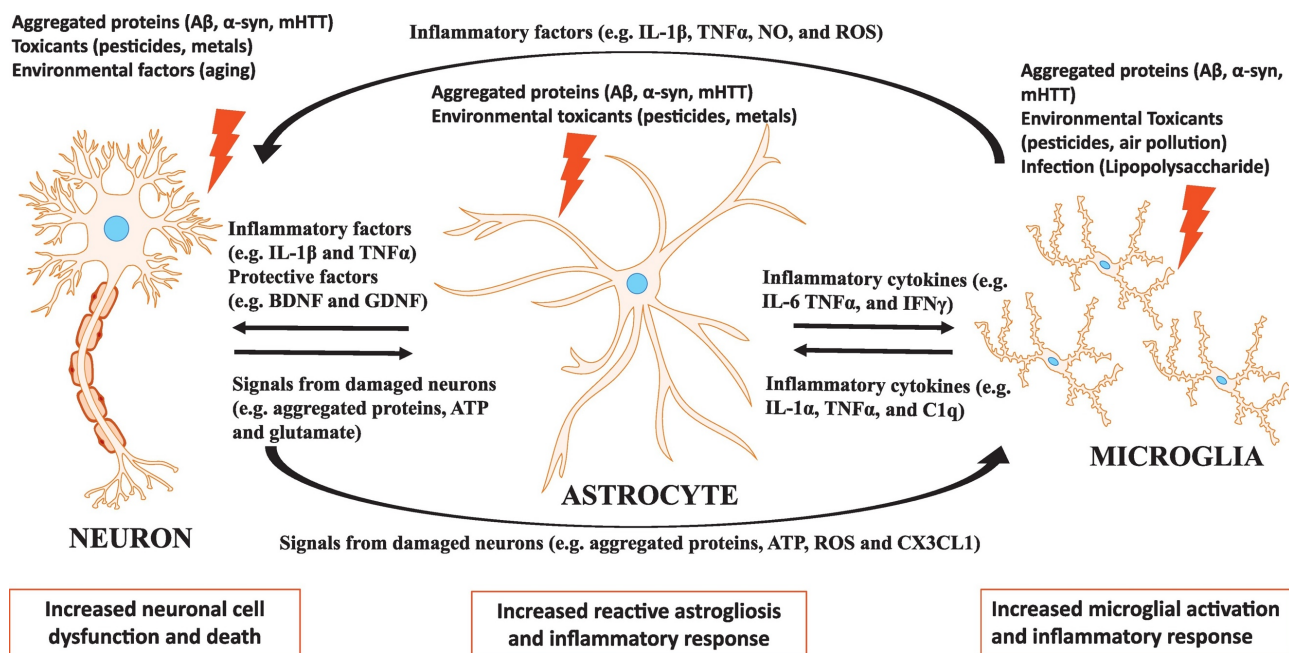 Aggregated proteins (Aβ, α-syn, mHTT)
Toxicants (pesticides, metals)
Environmental factors (aging)
Inflammatory factors (e.g. IL-1β, TNFα, NO, and ROS)
Aggregated proteins (Aβ, α-syn, mHTT)
Environmental toxicants (pesticides, metals)
Aggregated proteins (Aβ, α-syn,
mHTT)
Environmental Toxicants
(pesticides, air pollution)
Infection (Lipopolysaccharide)
Inflammatory factors
(e.g. IL-1β and TNFα)
Protective factors
(e.g. BDNF and GDNF)
Signals from damaged neurons
(e.g. aggregated proteins, ATP
and glutamate)
Inflammatory cytokines (e.g.
IL-6 TNFα, and IFNγ)
Inflammatory cytokines (e.g.
IL-1α, TNFα, and C1q)
NEURON
ASTROCYTE
MICROGLIA
Signals from damaged neurons (e.g. aggregated proteins, ATP, ROS and CX3CL1)
Increased neuronal cell
dysfunction and death
Increased reactive astrogliosis
and inflammatory response
Increased microglial activation
and inflammatory response